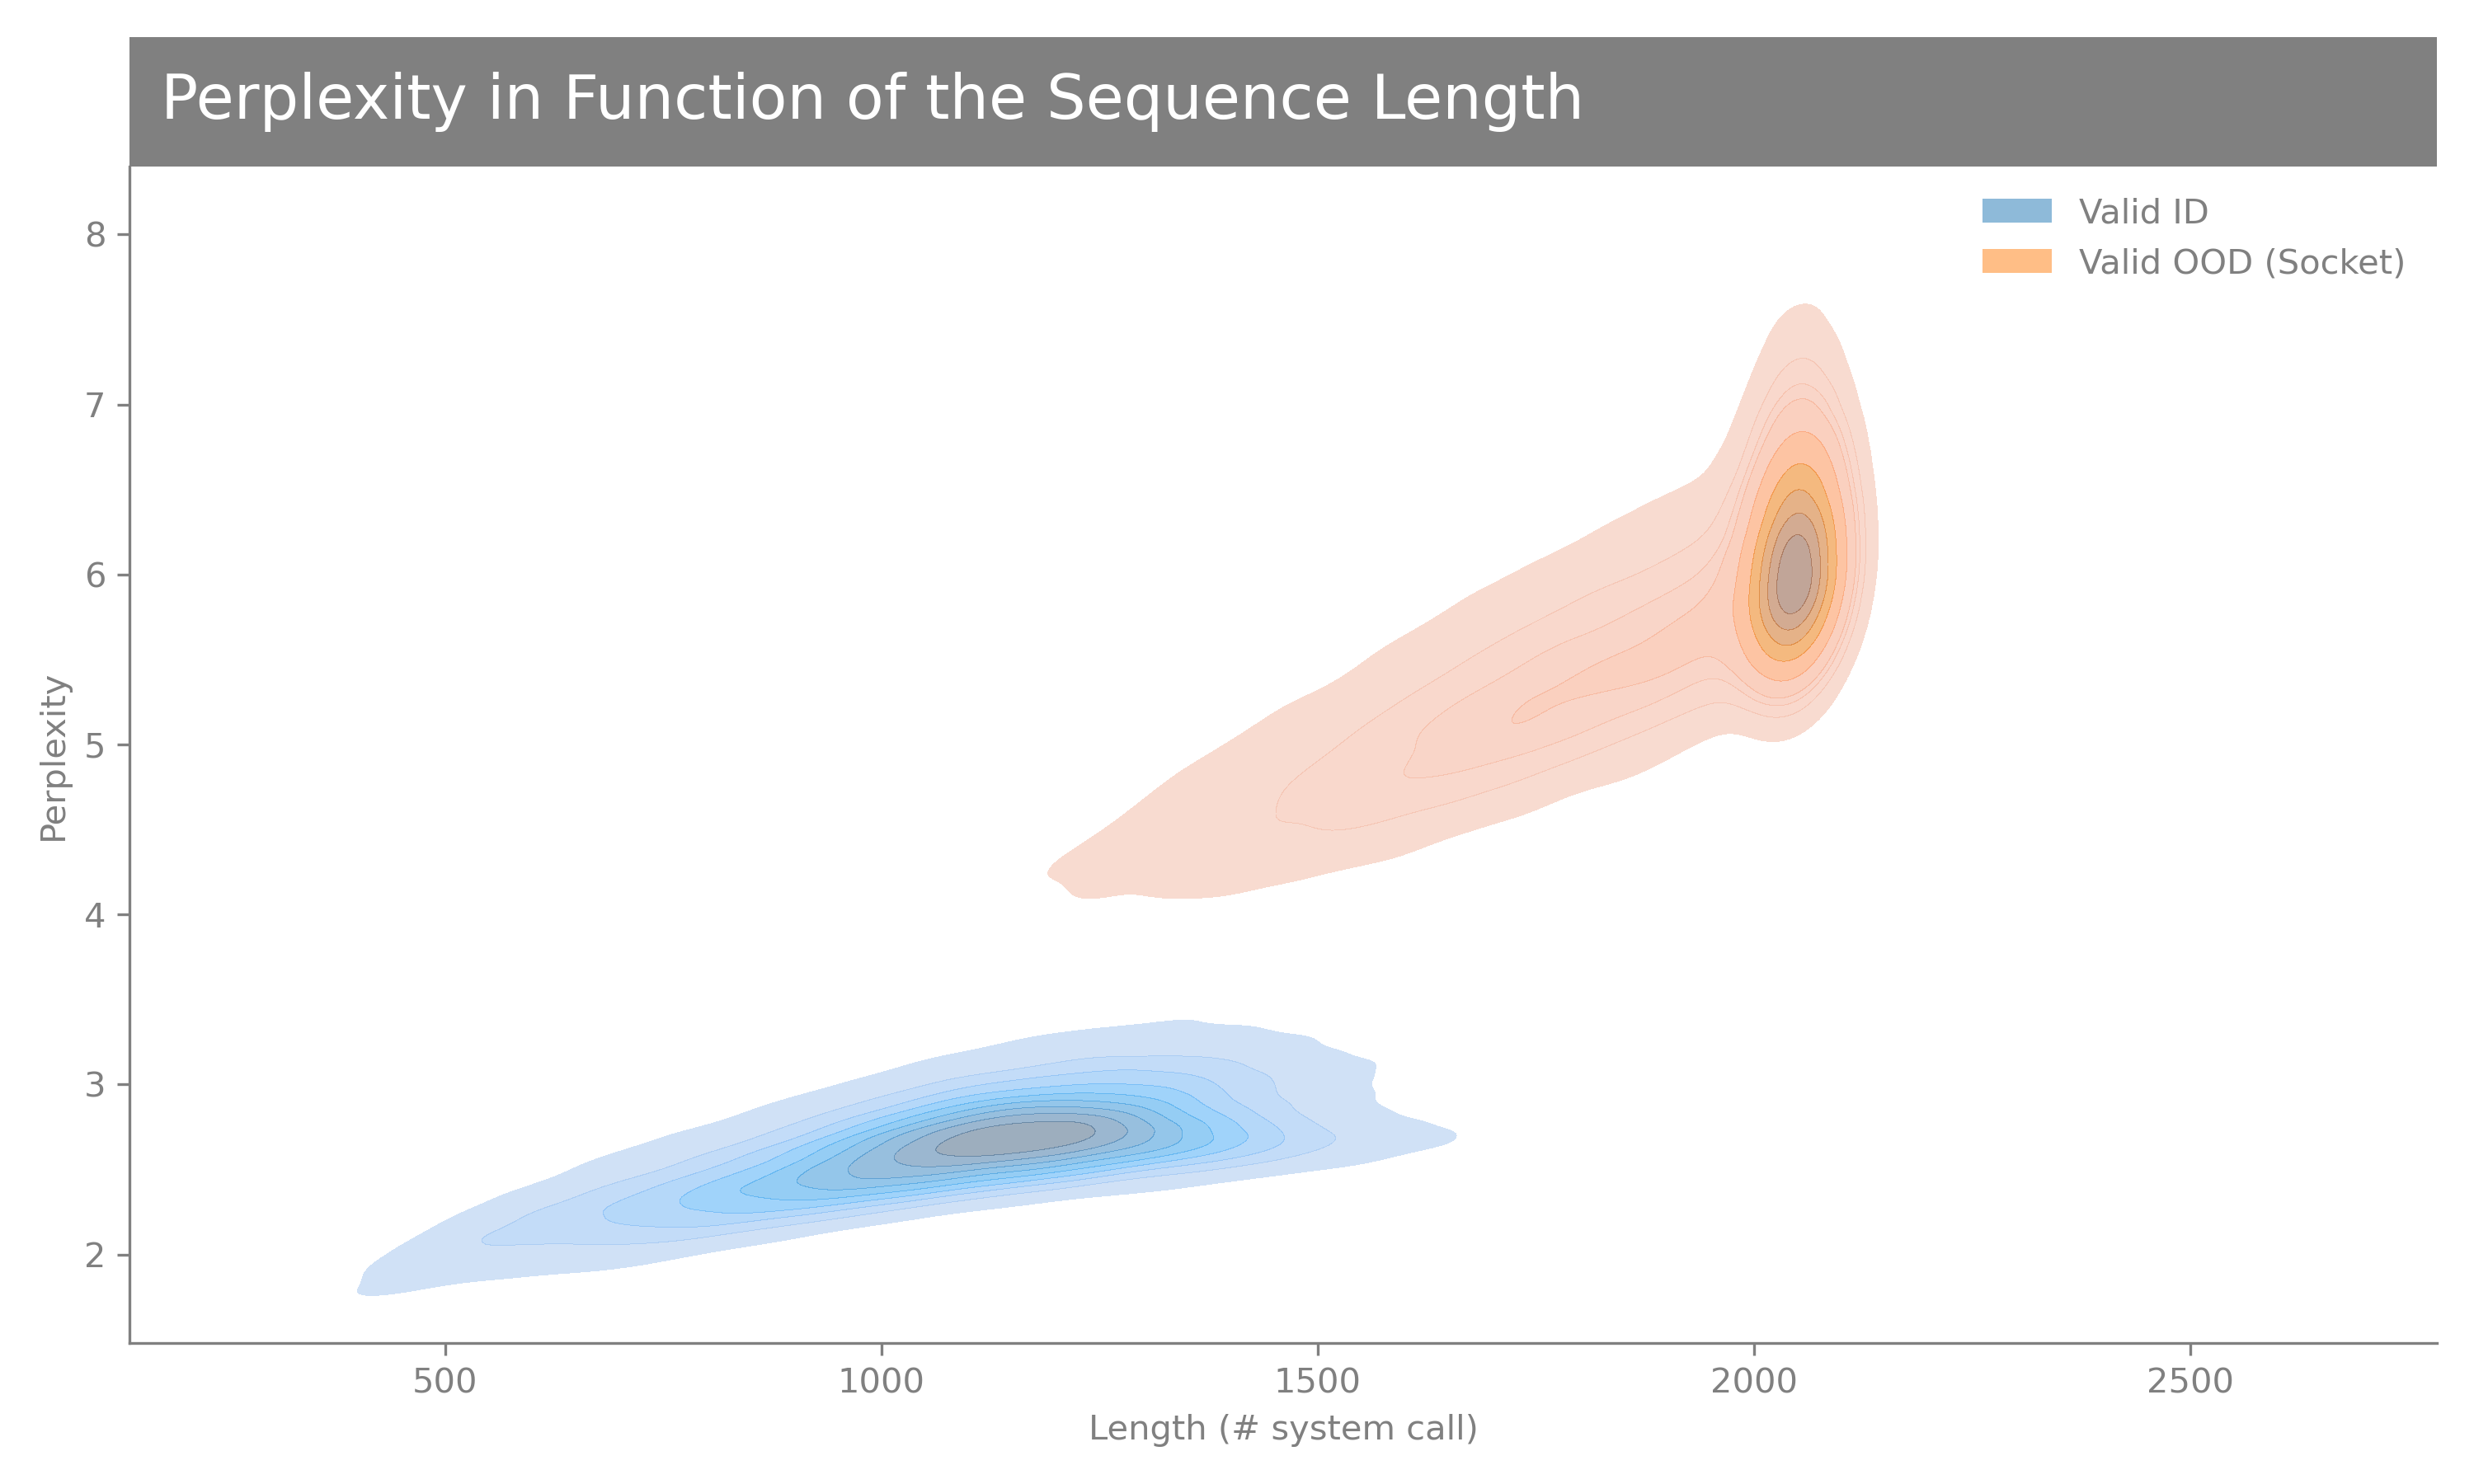 Perplexity in Function of the Sequence Length
Valid ID
Valid OOD (Socket)
8
7
6
5
4
3
2
Perplexity
500
1000
1500
2000
2500
Length (# system call)